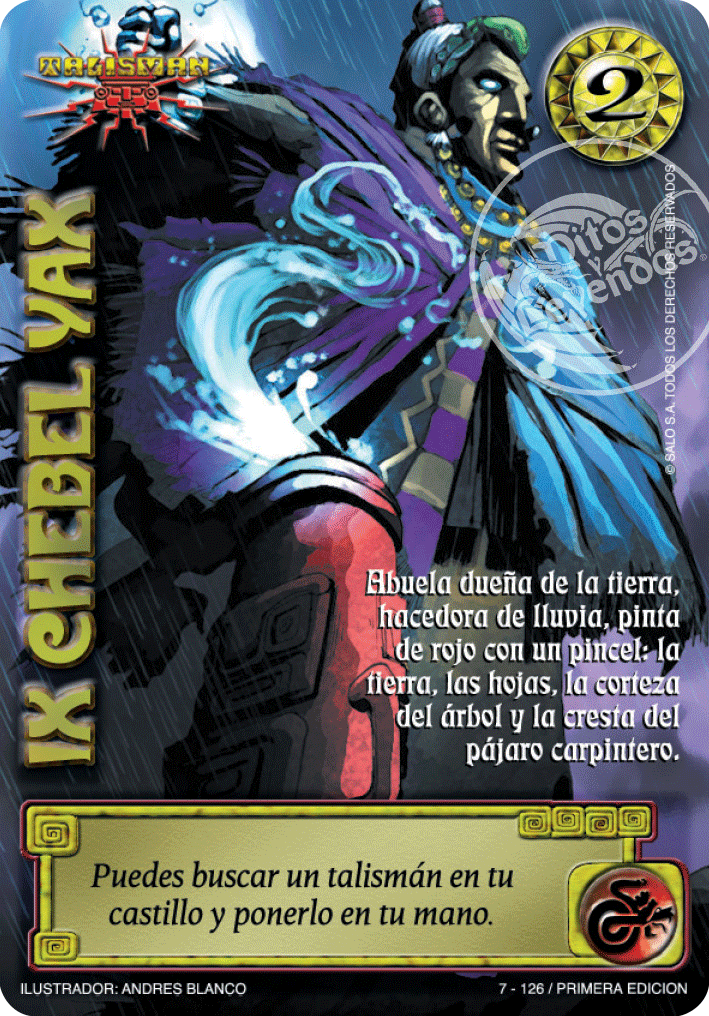 TALISMAN
2
IX CHEBEL YAX
Mitos
y
Leyendas
© SALO S.A. TODOS LOS DERECHOS RESERVADOS
Abuela dueña de la tierra,
hacedora de lluvia, pinta
de rojo con un pincel: la
tierra, las hojas, la corteza
del árbol y la cresta del
pájaro carpintero.
Puedes buscar un talismán en tu
castillo y ponerlo en tu mano.
ILUSTRADOR: ANDRES BLANCO
7 - 126 / PRIMERA EDICION